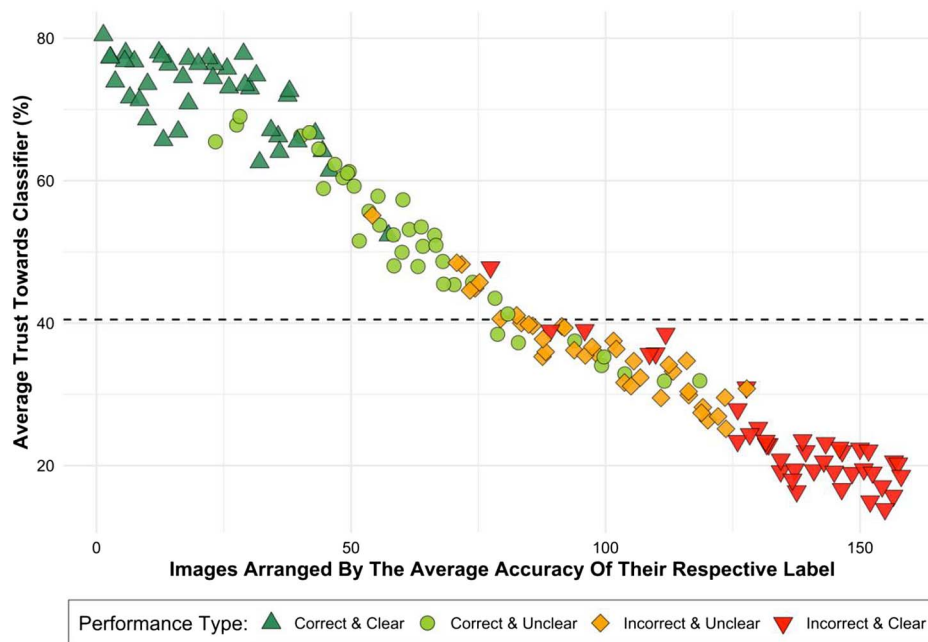 Average Trust Towards Classifier (%)
80
60
40
20
0 50 100 150
Images Arranged By The Average Accuracy Of Their Respective Label
Performance Type: Correct & Clear Correct & Unclear Incorrect & Unclear Incorrect & Clear